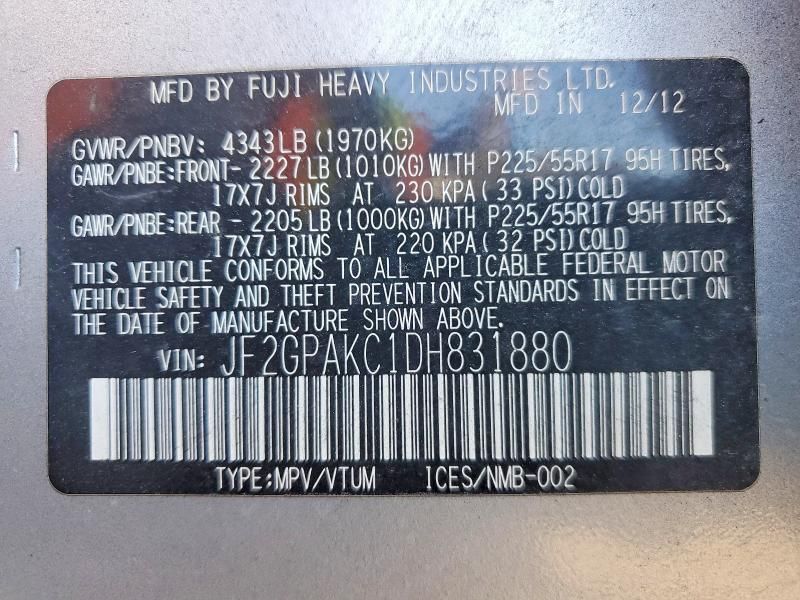 MFD BY FUJI HEAVY INDUSTRIES LTD.
MFD IN 12/12
GVWR/PNBV: 4343LB (1970KG)
GAWR/PNBE:FRONT- 2227LB(1010KG)WITH P225/55R17 95H TIRES,
17X7J RIMS AT 230 KPA(33 PSI)COLD
GAWR/PNBE:REAR - 2205LB(1000KG)WITH P225/55R17 95H TIRES,
17X7J RIMS AT 220 KPA(32 PSI)COLD
THIS VEHICLE CONFORMS TO ALL APPLICABLE FEDERAL MOTOR
VEHICLE SAFETY AND THEFT PREVENTION STANDARDS IN EFFECT ON
THE DATE OF MANUFACTURE SHOWN ABOVE.
VIN: JF2GPAKC1DH831880
TYPE:MPV/VTUM ICES/NMB-002